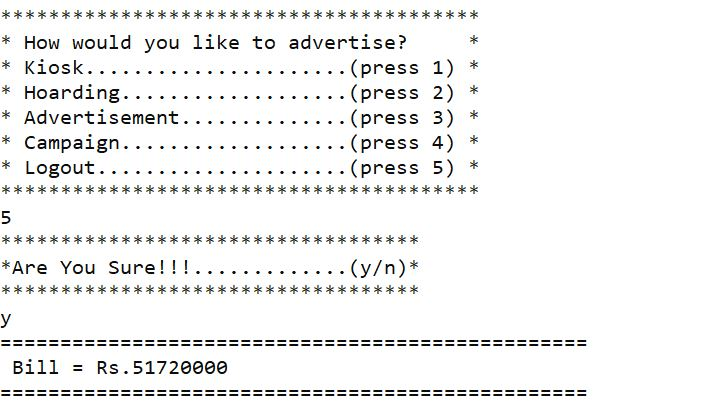 ****************************************
* How would you like to advertise?     *
* Kiosk......................(press 1) *
* Hoarding...................(press 2) *
* Advertisement..............(press 3) *
* Campaign...................(press 4) *
* Logout.....................(press 5) *
****************************************
5
***********************************
*Are You Sure!!!.............(y/n)*
***********************************
y
=================================================
 Bill = Rs.51720000
=================================================